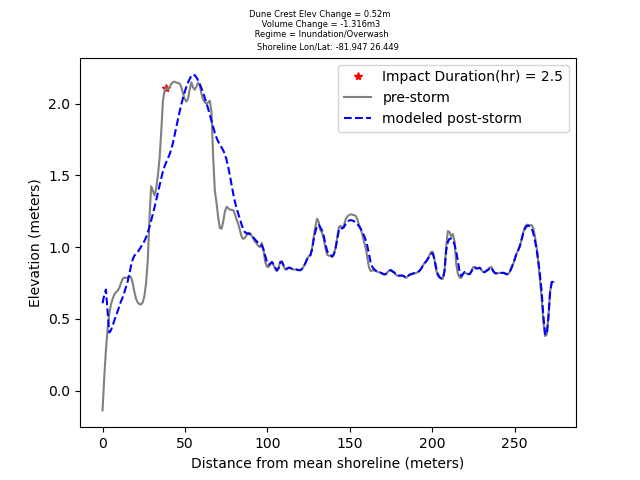 Dune Crest Elev Change = 0.52m
Volume Change = -1.316m3
Regime = Inundation/Overwash
Shoreline Lon/Lat: -81.947 26.449
Impact Duration(hr) = 2.5
pre-storm
modeled post-storm
2.0
1.5
1.0
0.5
0.0
Elevation (meters)
0 50 100 150 200 250
Distance from mean shoreline (meters)